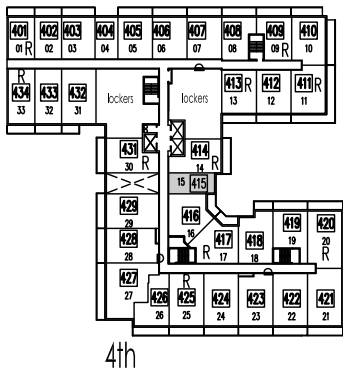 401 402 403 404 405 406 407 408 409 410
01 R 02 03 04 05 06 07 08 09 R 10
434 433 432 lockers lockers 413 R 412 411 R
33 32 31 13 12 11
431 414
30 R 14 R
15 415
429 416
29 16
428 417 418 419 420
28 R 17 18 19 20 R
427 426 425 R 424 423 422 421
27 26 25 24 23 22 21
4th